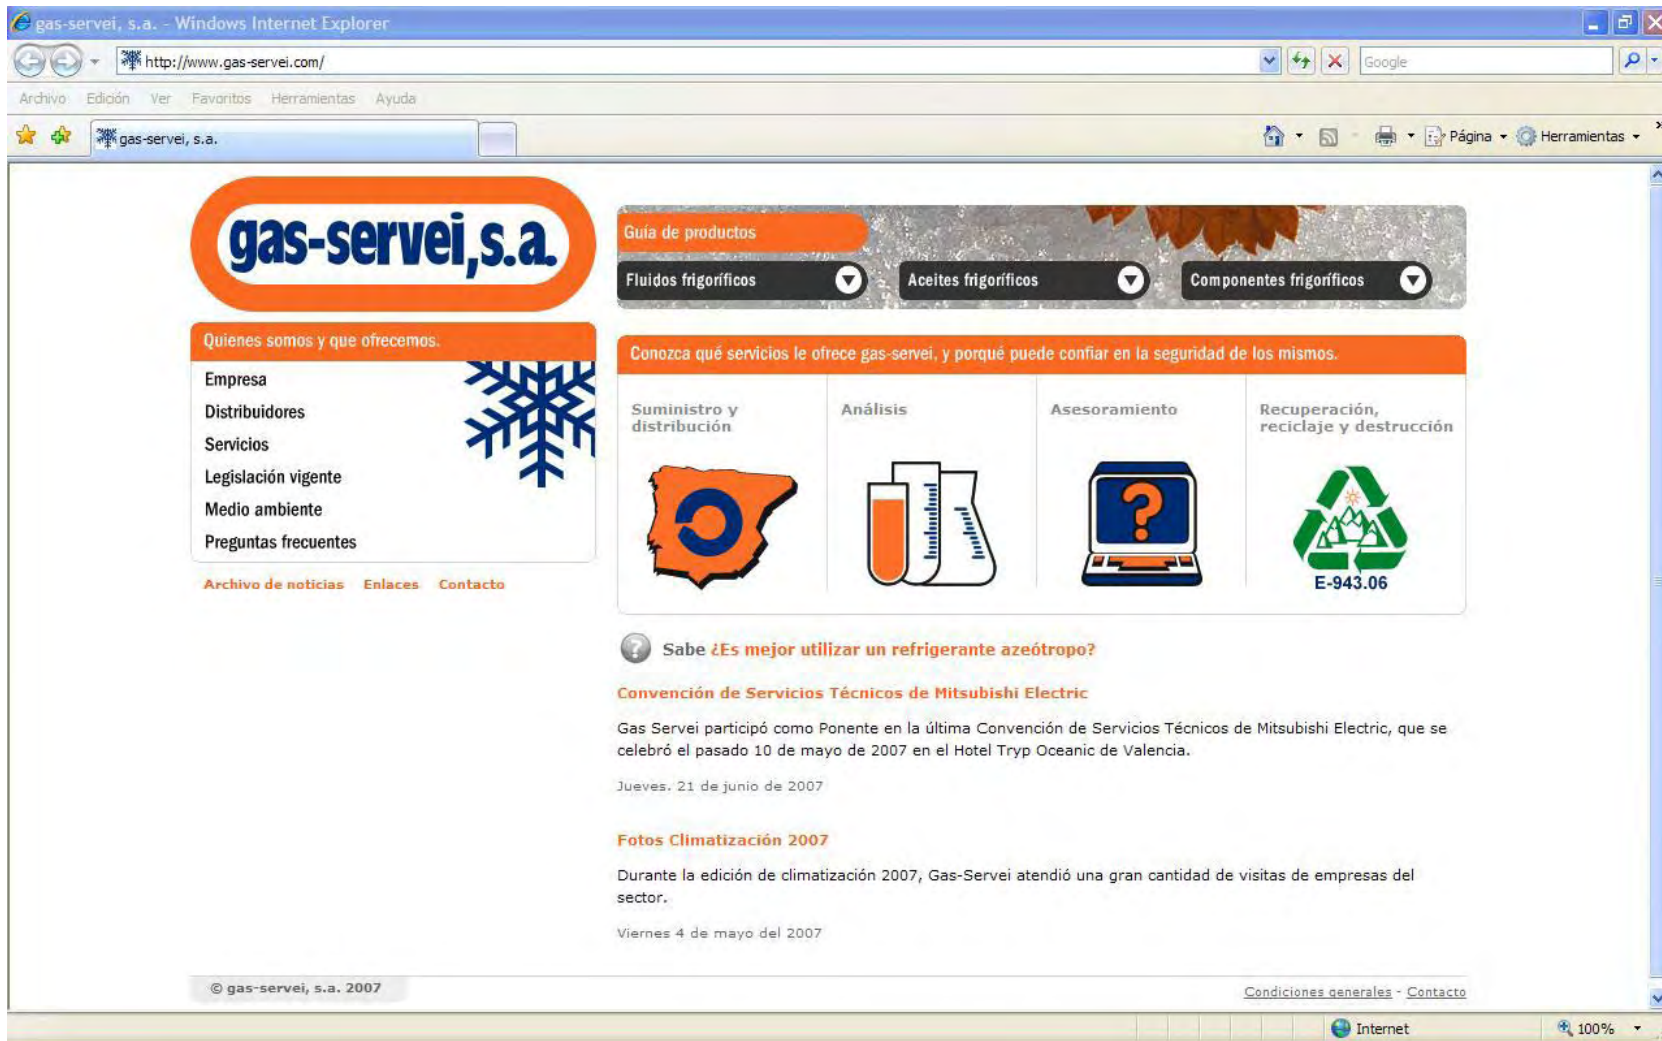 gas-servei, s.a. - Windows Internet Explorer
http://www.gas-servei.com/
Google
Archivo Edición Ver Favoritos Herramientas Ayuda
gas-servei, s.a.
Página
Herramientas
gas-servei,s.a.
Guía de productos
Fluidos frigoríficos
Aceites frigoríficos
Componentes frigoríficos
Quienes somos y que ofrecemos.
Empresa
Distribuidores
Servicios
Legislación vigente
Medio ambiente
Preguntas frecuentes
Archivo de noticias Enlaces Contacto
Conozca qué servicios le ofrece gas-servei, y porqué puede confiar en la seguridad de los mismos.
Suministro y
distribución
Análisis
Asesoramiento
Recuperación,
reciclaje y destrucción
?
E-943.06
? Sabe ¿Es mejor utilizar un refrigerante azeótropo?
Convención de Servicios Técnicos de Mitsubishi Electric
Gas Servei participó como Ponente en la última Convención de Servicios Técnicos de Mitsubishi Electric, que se
celebró el pasado 10 de mayo de 2007 en el Hotel Tryp Oceanic de Valencia.
Jueves. 21 de junio de 2007
Fotos Climatización 2007
Durante la edición de climatización 2007, Gas-Servei atendió una gran cantidad de visitas de empresas del
sector.
Viernes 4 de mayo del 2007
© gas-servei, s.a. 2007
Condiciones generales - Contacto
Internet
100%